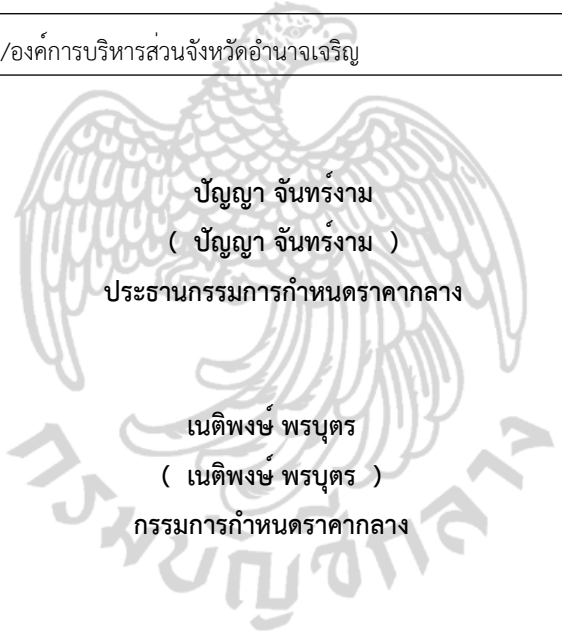 /องค์การบริหารส่วนจังหวัดอำนาจเจริญ
ปัญญา จันทร์งาม
( ปัญญา จันทร์งาม )
ประธานกรรมการกำหนดราคากลาง
เนติพงษ์ พรบุตร
( เนติพงษ์ พรบุตร )
กรรมการกำหนดราคากลาง
กรมบัญชีกลาง